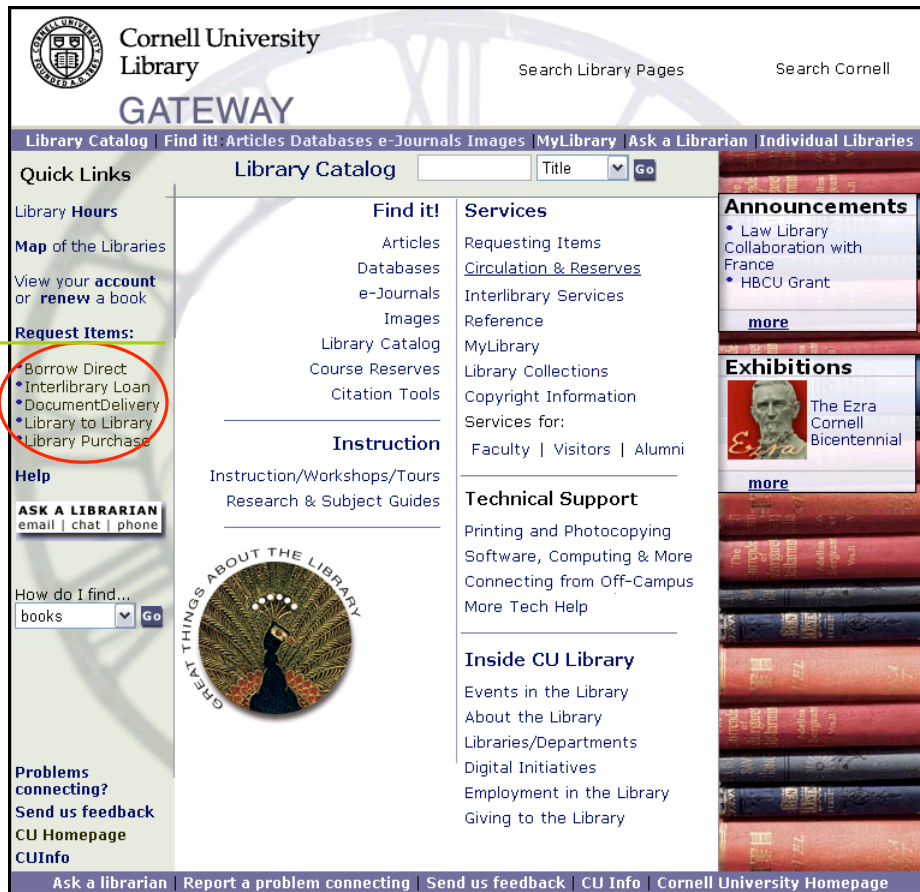 Cornell University
Library
GATEWAY
Search Library Pages
Search Cornell
Library Catalog | Find it!:Articles Databases e-Journals Images |MyLibrary |Ask a Librarian |Individual Libraries
Quick Links
Library Hours
Map of the Libraries
View your account
or renew a book
Request Items:
•Borrow Direct
•Interlibrary Loan
•DocumentDelivery
•Library to Library
•Library Purchase
Help
ASK A LIBRARIAN
email | chat | phone
How do I find...
books
Go
Problems
connecting?
Send us feedback
CU Homepage
CUInfo
Library Catalog
Title
Go
Find it!
Articles
Databases
e-Journals
Images
Library Catalog
Course Reserves
Citation Tools
Instruction
Instruction/Workshops/Tours
Research & Subject Guides
GREAT THINGS ABOUT THE LIBRARY
Services
Requesting Items
Circulation & Reserves
Interlibrary Services
Reference
MyLibrary
Library Collections
Copyright Information
Services for:
Faculty | Visitors | Alumni
Technical Support
Printing and Photocopying
Software, Computing & More
Connecting from Off-Campus
More Tech Help
Inside CU Library
Events in the Library
About the Library
Libraries/Departments
Digital Initiatives
Employment in the Library
Giving to the Library
Announcements
• Law Library
Collaboration with
France
• HBCU Grant
more
Exhibitions
Ezra
The Ezra
Cornell
Bicentennial
more
Ask a librarian | Report a problem connecting | Send us feedback | CU Info | Cornell University Homepage